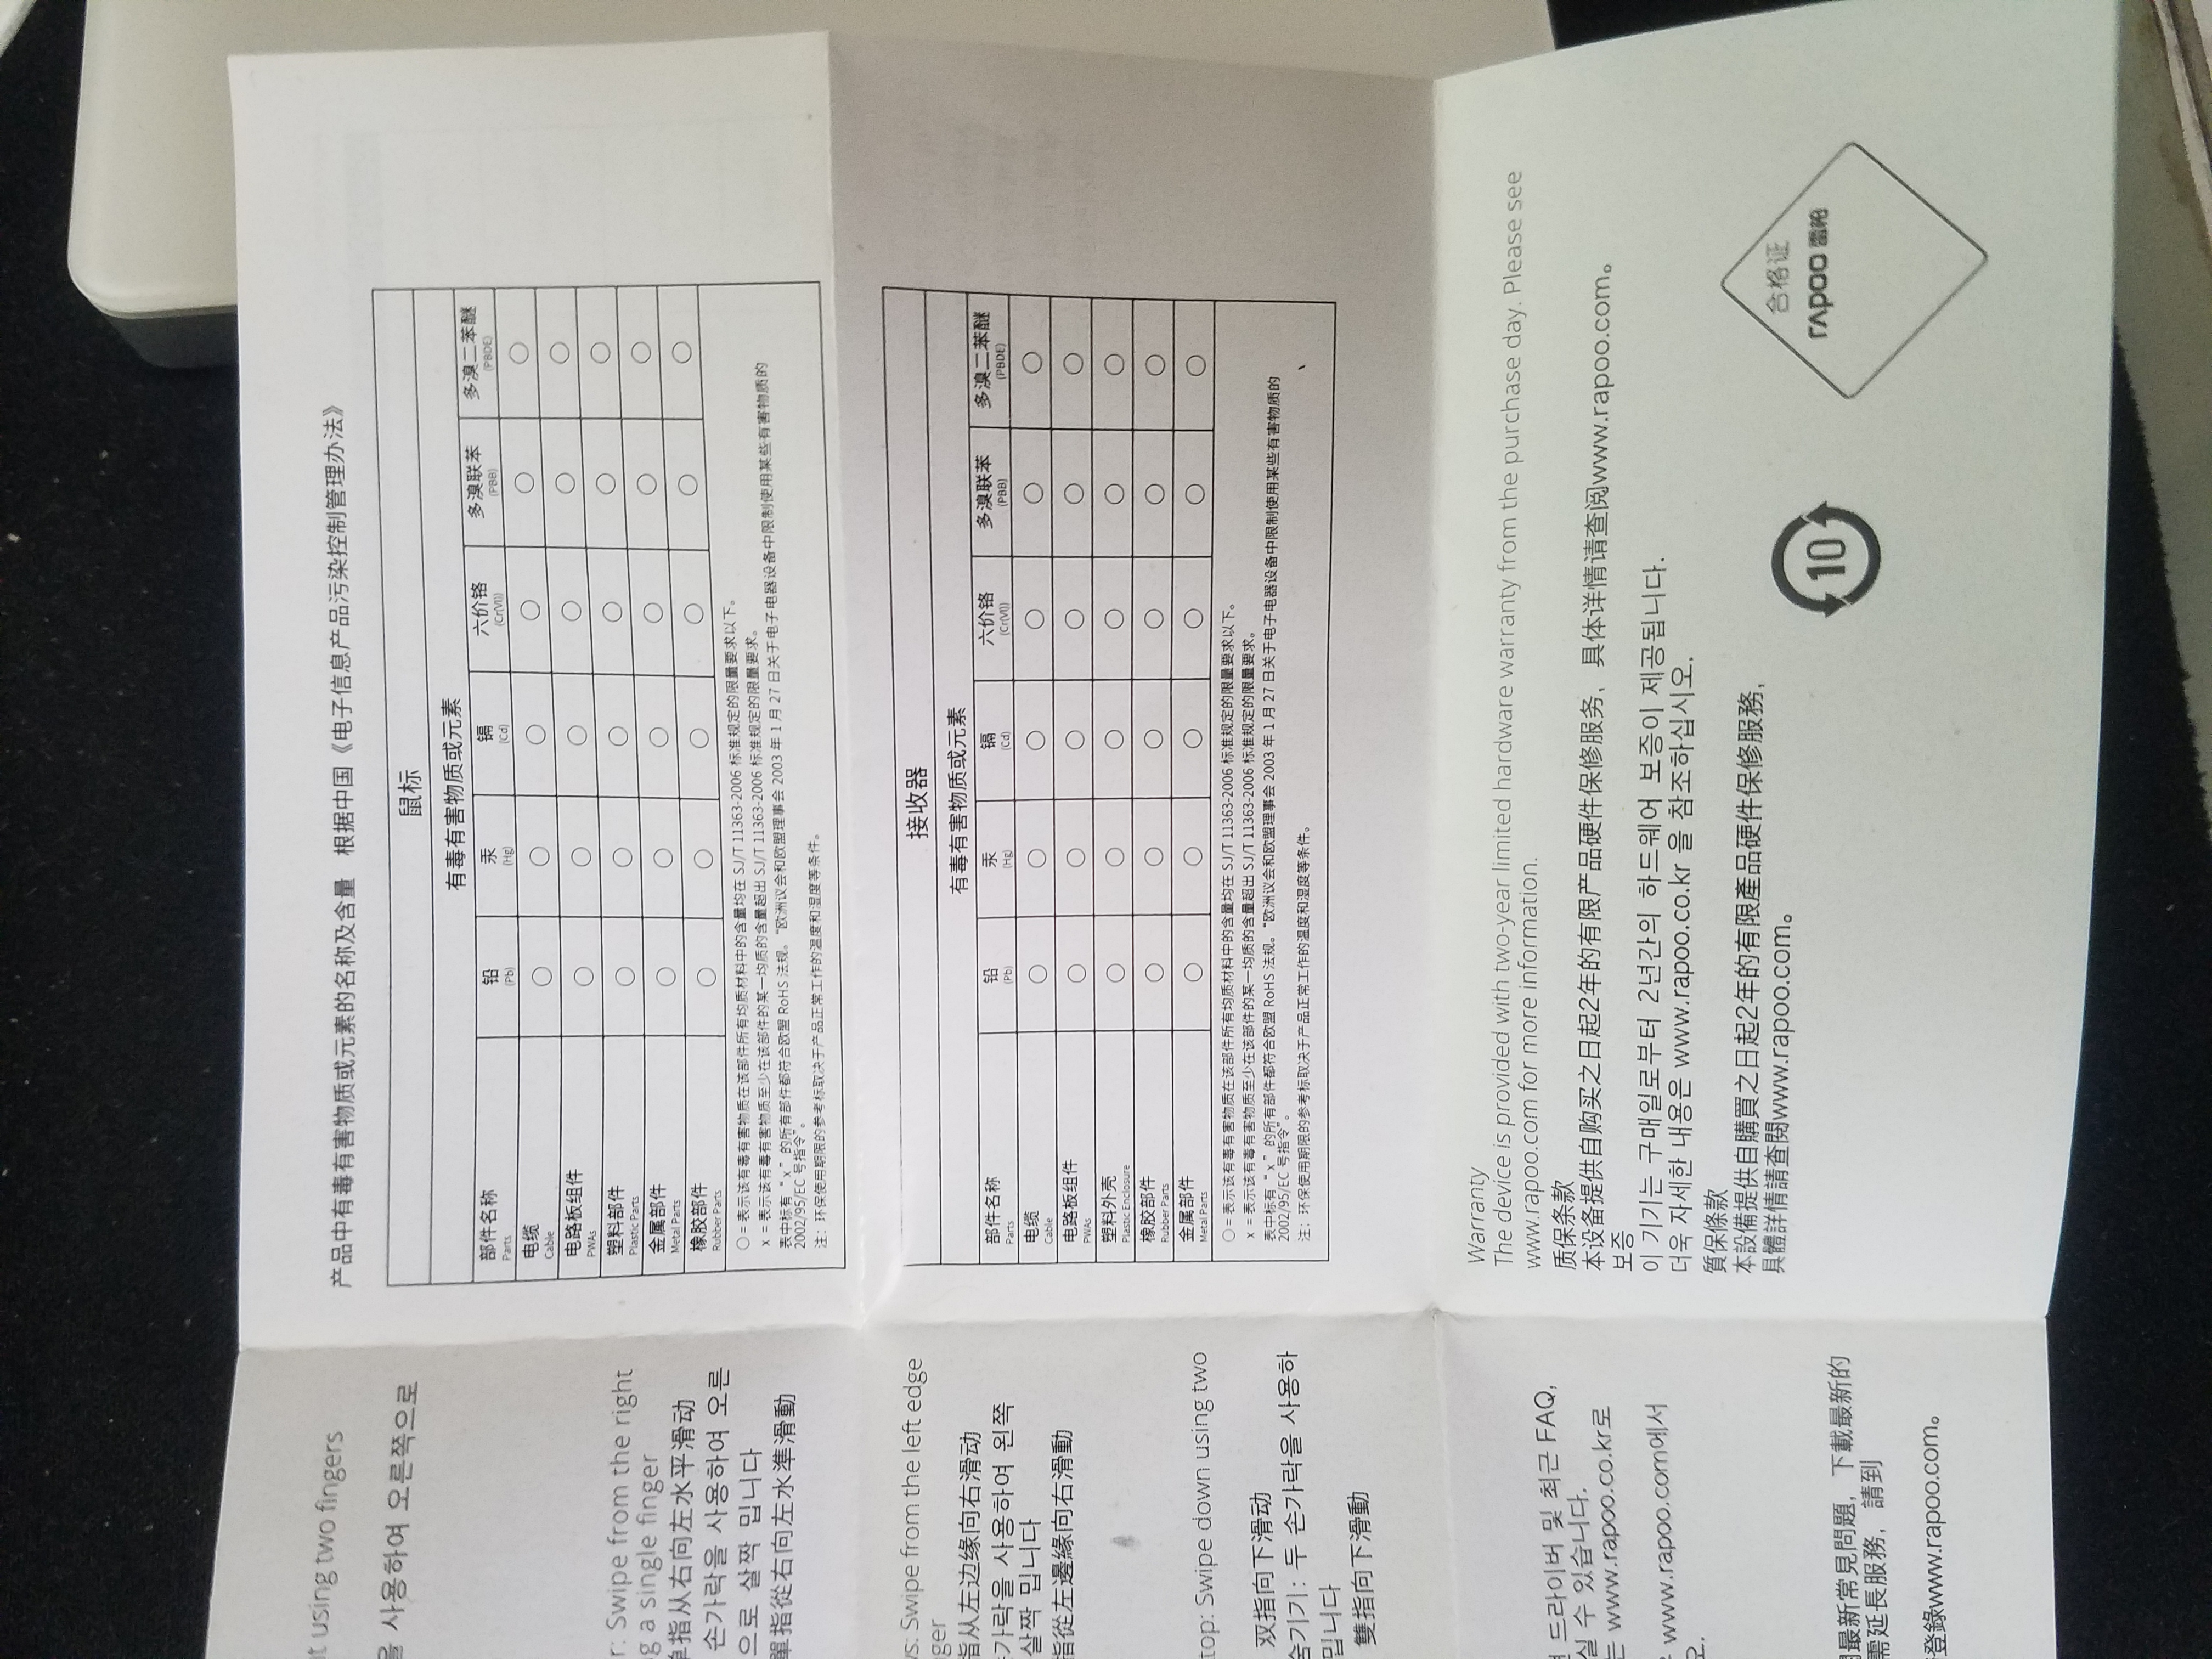 t using two fingers
을 사용하여 오른쪽으로
r: Swipe from the right
g a single finger
单指从右向左水平滑动
손가락을 사용하여 오른
으로 살짝 밉니다
單指從右向左水準滑動
s: Swipe from the left edge
ger
指从左边缘向右滑动
손가락을 사용하여 왼쪽
살짝 밉니다
指從左邊緣向右滑動
top: Swipe down using two
双指向下滑动
숨기기: 두 손가락을 사용하
밉니다
雙指向下滑動
드라이버 및 최근 FAQ,
실 수 있습니다.
는 www.rapoo.co.kr로
www.rapoo.com에서
오.
最新常見問題，下載最新的
需延長服務，請到
登錄www.rapoo.com。
产品中有毒有害物质或元素的名称及含量 根据中国《电子信息产品污染控制管理办法》
鼠标
有毒有害物质或元素
部件名称 铅 汞 镉 六价铬 多溴联苯 多溴二苯醚
Parts (Pb) (Hg) (Cd) (Cr(VI)) (PBB) (PBDE)
电缆 ○ ○ ○ ○ ○ ○
Cable
电路板组件 ○ ○ ○ ○ ○ ○
PWAs
塑料部件 ○ ○ ○ ○ ○ ○
Plastic Parts
金属部件 ○ ○ ○ ○ ○ ○
Metal Parts
橡胶部件 ○ ○ ○ ○ ○ ○
Rubber Parts
○ = 表示该有毒有害物质在该部件所有均质材料中的含量均在 SJ/T 11363-2006 标准规定的限量要求以下。
x = 表示该有毒有害物质至少在该部件的某一均质的含量超出 SJ/T 11363-2006 标准规定的限量要求。
表中标有“x”的所有部件都符合欧盟 RoHS 法规。“欧洲议会和欧盟理事会 2003 年 1 月 27 日关于电子电器设备中限制使用某些有害物质的
2002/95/EC 号指令”。
注：环保使用期限的参考标取决于产品正常工作的温度和湿度等条件。
接收器
有毒有害物质或元素
部件名称 铅 汞 镉 六价铬 多溴联苯 多溴二苯醚
Parts (Pb) (Hg) (Cd) (Cr(VI)) (PBB) (PBDE)
电缆 ○ ○ ○ ○ ○ ○
Cable
电路板组件 ○ ○ ○ ○ ○ ○
PWAs
塑料外壳 ○ ○ ○ ○ ○ ○
Plastic Enclosure
橡胶部件 ○ ○ ○ ○ ○ ○
Rubber Parts
金属部件 ○ ○ ○ ○ ○ ○
Metal Parts
○ = 表示该有毒有害物质在该部件所有均质材料中的含量均在 SJ/T 11363-2006 标准规定的限量要求以下。
x = 表示该有毒有害物质至少在该部件的某一均质的含量超出 SJ/T 11363-2006 标准规定的限量要求。
表中标有“x”的所有部件都符合欧盟 RoHS 法规。“欧洲议会和欧盟理事会 2003 年 1 月 27 日关于电子电器设备中限制使用某些有害物质的
2002/95/EC 号指令”。
注：环保使用期限的参考标取决于产品正常工作的温度和湿度等条件。
Warranty
The device is provided with two-year limited hardware warranty from the purchase day. Please see
www.rapoo.com for more information.
质保条款
本设备提供自购买之日起2年的有限产品硬件保修服务，具体详情请查阅www.rapoo.com。
보증
이 기기는 구매일로부터 2년간의 하드웨어 보증이 제공됩니다.
더욱 자세한 내용은 www.rapoo.co.kr 을 참조하십시오.
質保條款
本設備提供自購買之日起2年的有限產品硬件保修服務，
具體詳情請查閱www.rapoo.com。
10
合格证
rapoo 雷柏